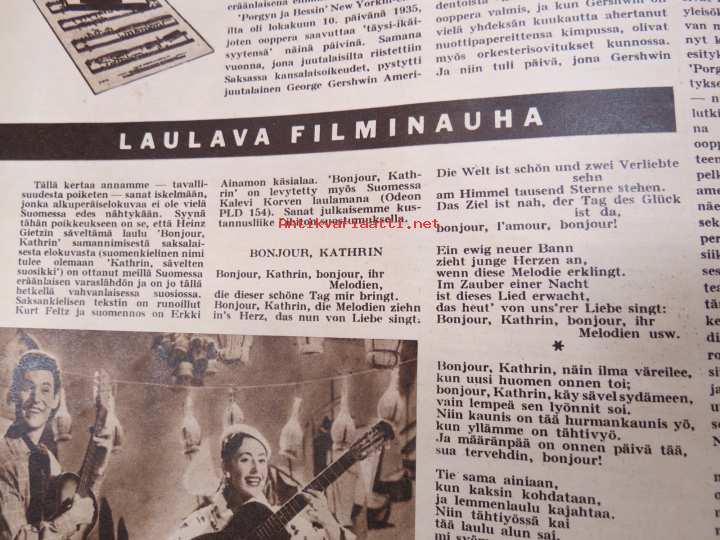 'Porgyn ja Bessin' New Yorkin
ilta oli lokakuun 10. päivänä 1935,
joten ooppera saavuttaa 'täysi-ikäi-
syytensä' näinä päivinä. Samana
vuonna, jona juutalaisilta riistettiin
Saksassa kansalaisoikeudet, pystytti
juutalainen George Gershwin Ameri-
ooppera valmis, ja kun Gershwin on
vielä yhdeksän kuukautta ahertanut
nuottipapereittensa kimpussa, olivat
myös orkesterisovitukset kunnossa.
Ja niin tuli päivä, jona Gershwin
LAULAVA FILMINAUHA
Tällä kertaa annamme — tavalli-
suudesta poiketen — sanat iskelmään,
jonka alkuperäiselokuvaa ei ole vielä
Suomessa edes nähtykään. Syynä
tähän poikkeukseen on se, että Heinz
Gietzin säveltämä laulu 'Bonjour,
Kathrin' samannimisestä saksalai-
sesta elokuvasta (suomenkielinen nimi
tulee olemaan 'Kathrin, sävelten
suosikki') on ottanut meillä Suomessa
eräänlaisen varaslähdön ja on jo tällä
hetkellä vahvanlaisessa suosiossa.
Saksankielisen tekstin on runoillut
Kurt Feltz ja suomennos on Erkki
Ainamon käsialaa. 'Bonjour, Kath-
rin' on levytetty myös Suomessa
Kalevi Korven laulamana (Odeon
PLD 154). Sanat julkaisemme kus-
tannusliike
suostumuksella.
Antikvariaatti.net
BONJOUR, KATHRIN
Bonjour, Kathrin, bonjour, ihr
Melodien,
die dieser schöne Tag mir bringt.
Bonjour, Kathrin, die Melodien ziehn
in's Herz, das nun von Liebe singt.
Die Welt ist schön und zwei Verliebte
sehn
am Himmel tausend Sterne stehen.
Das Ziel ist nah, der Tag des Glück
ist da,
bonjour, l'amour, bonjour!
Ein ewig neuer Bann
zieht junge Herzen an,
wenn diese Melodie erklingt.
Im Zauber einer Nacht
ist dieses Lied erwacht,
das heut' von uns'rer Liebe singt:
Bonjour, Kathrin, bonjour, ihr
Melodien usw.
*
Bonjour, Kathrin, näin ilma väreilee,
kun uusi huomen onnen toi;
bonjour, Kathrin, käy sävel sydämeen,
vain lempeä sen lyönnit soi.
Niin kaunis on tää hurmankaunis yö,
kun yllämme on tähtivyö.
Ja määränpää on onnen päivä tää,
sua tervehdin, bonjour!
Tie sama ainiaan,
kun kaksin kohdataan,
ja lemmenlaulu kajahtaa.
Niin tähtiyössä kai
tää laulu alun sai,